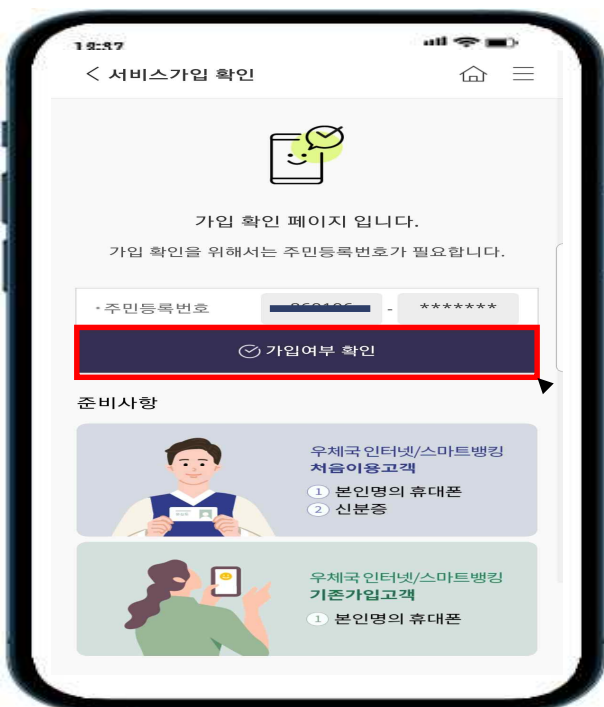 12:37
서비스가입 확인
가입 확인 페이지 입니다.
가입 확인을 위해서는 주민등록번호가 필요합니다.
·주민등록번호 - *******
가입여부 확인
준비사항
우체국 인터넷/스마트뱅킹
처음이용고객
1 본인명의 휴대폰
2 신분증
우체국 인터넷/스마트뱅킹
기존가입고객
1 본인명의 휴대폰